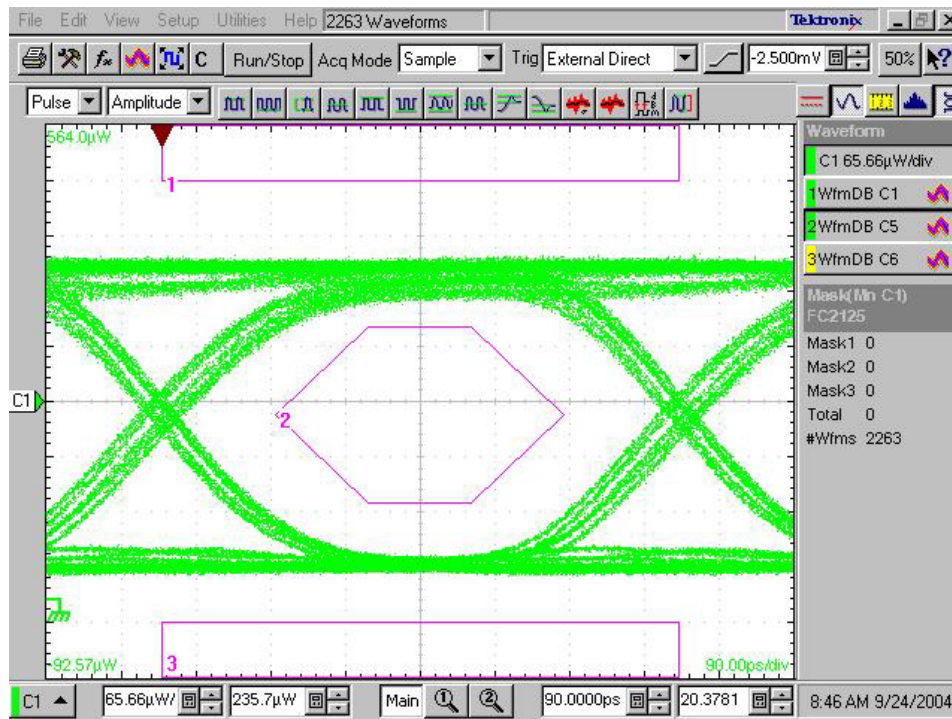 File Edit View Setup Utilities Help 2263 Waveforms Tektronix
Run/Stop Acq Mode Sample Trig External Direct -2.500mV 50%
Pulse Amplitude
564.0µW
1
2
3
C1
-92.57µW
90.00ps/div
Waveform
C1 65.66µW/div
1 WfmDB C1
2 WfmDB C5
3 WfmDB C6
Mask(Mn C1)
FC2125
Mask1 0
Mask2 0
Mask3 0
Total 0
#Wfms 2263
C1 65.66µW/ 235.7µW Main 1 2 90.0000ps 20.3781 8:46 AM